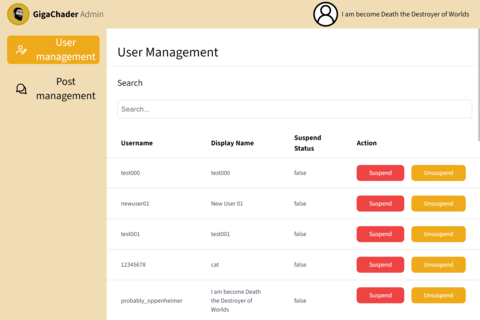 GigaChader Admin
I am become Death the Destroyer of Worlds
User
management
Post
management
User Management
Search
Search...
Username Display Name Suspend Status Action
test000 test000 false Suspend Unsuspend
newuser01 New User 01 false Suspend Unsuspend
test001 test001 false Suspend Unsuspend
12345678 cat false Suspend Unsuspend
probably_oppenheimer I am become Death the Destroyer of Worlds false Suspend Unsuspend